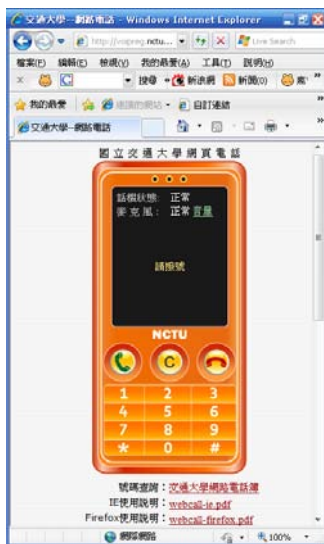 交通大學—網路電話 - Windows Internet Explorer
http://voipreg.nctu...
Live Search
檔案(F) 編輯(E) 檢視(V) 我的最愛(A) 工具(T) 說明(H)
搜尋 新浪網 新聞(0)
我的最愛 自訂連結
交通大學—網路電話
國立交通大學網頁電話
話機狀態: 正常
麥克風: 正常 音量
請撥號
NCTU
C
1 2 3
4 5 6
7 8 9
* 0 #
號碼查詢：交通大學網路電話簿
IE使用說明：webcall-ie.pdf
Firefox使用說明：webcall-firefox.pdf
網際網路 100%